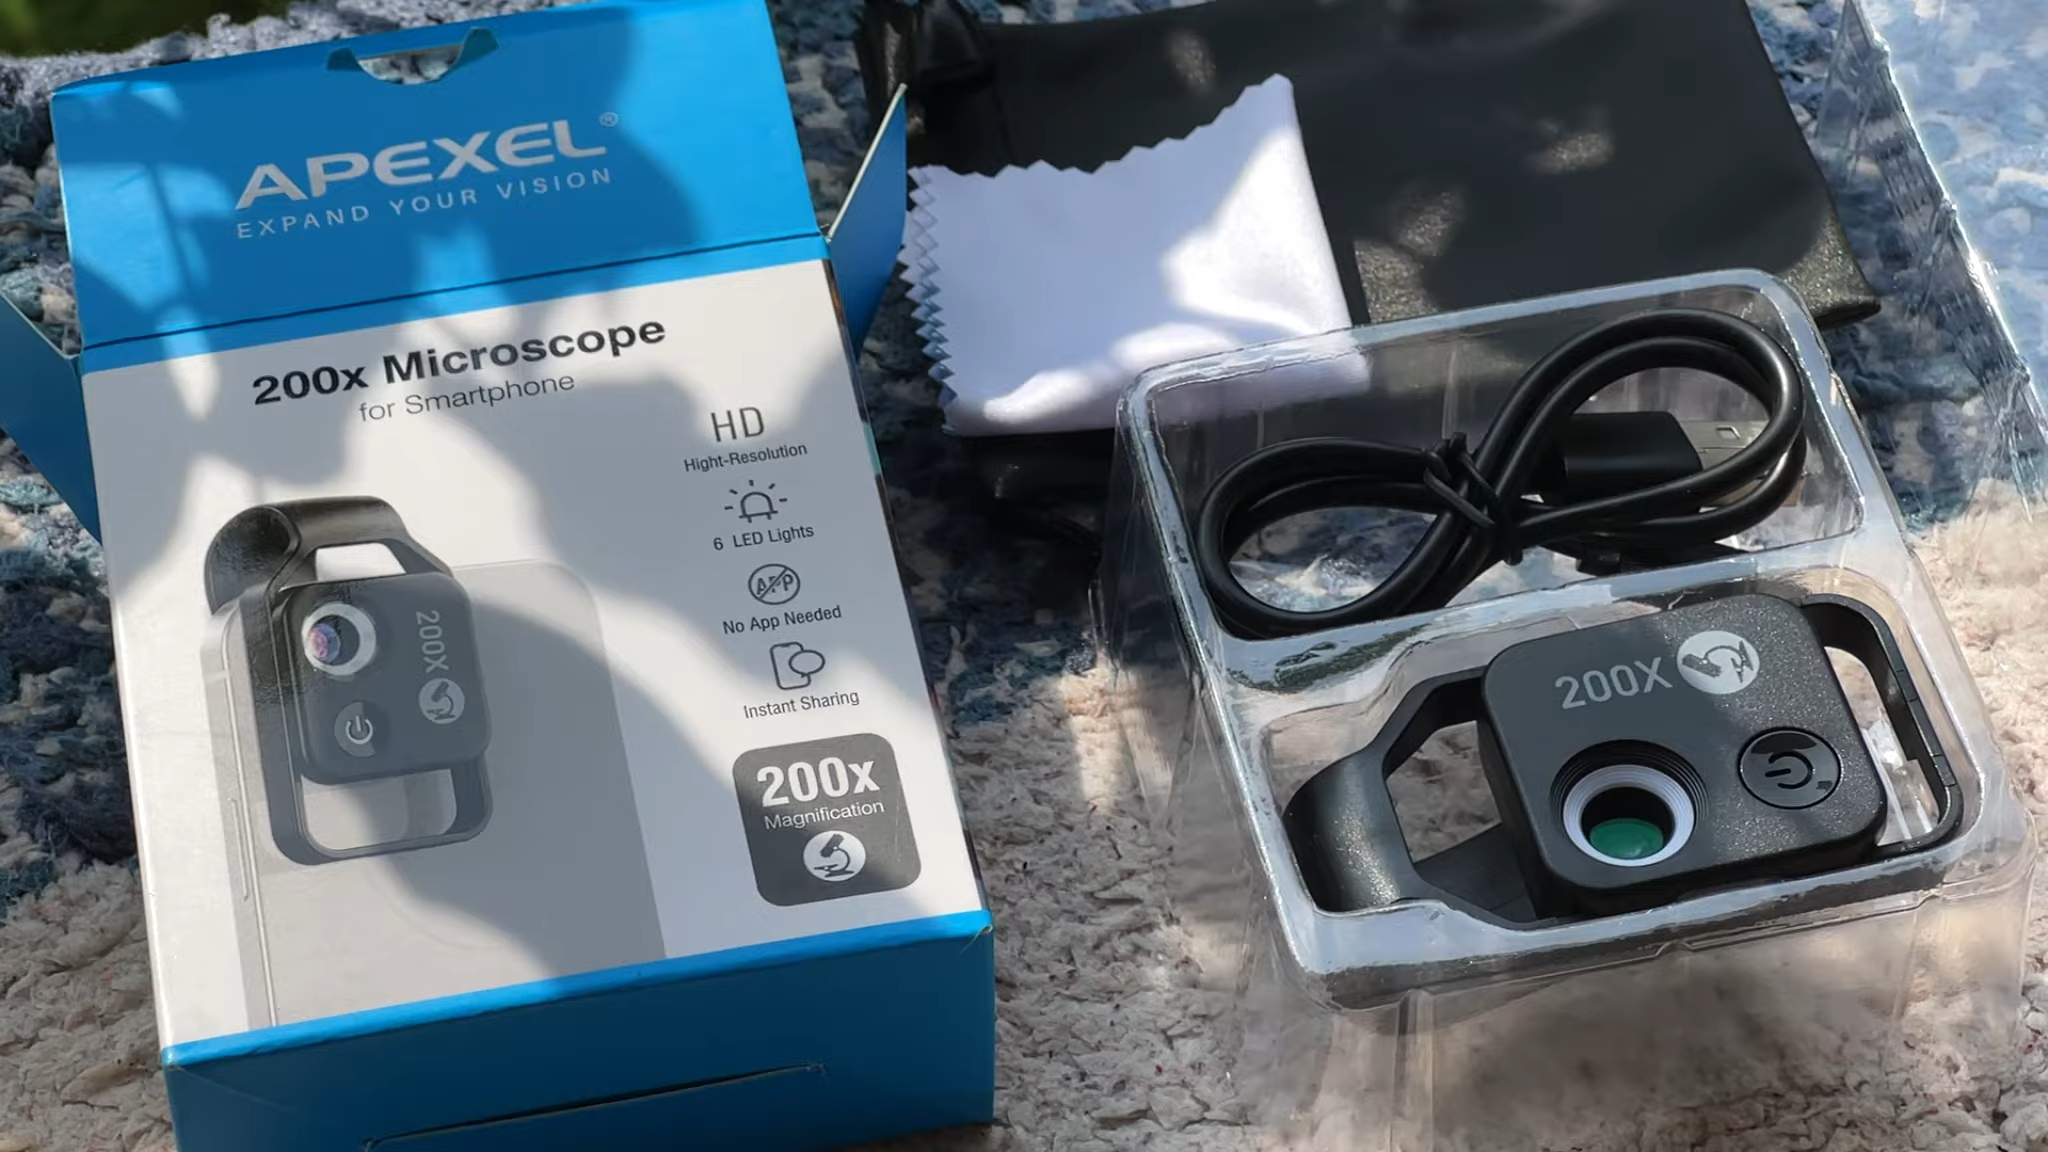 APEXEL®
EXPAND YOUR VISION
200x Microscope
for Smartphone
HD
Hight-Resolution
6 LED Lights
APP
No App Needed
Instant Sharing
200x
Magnification
200X
200X